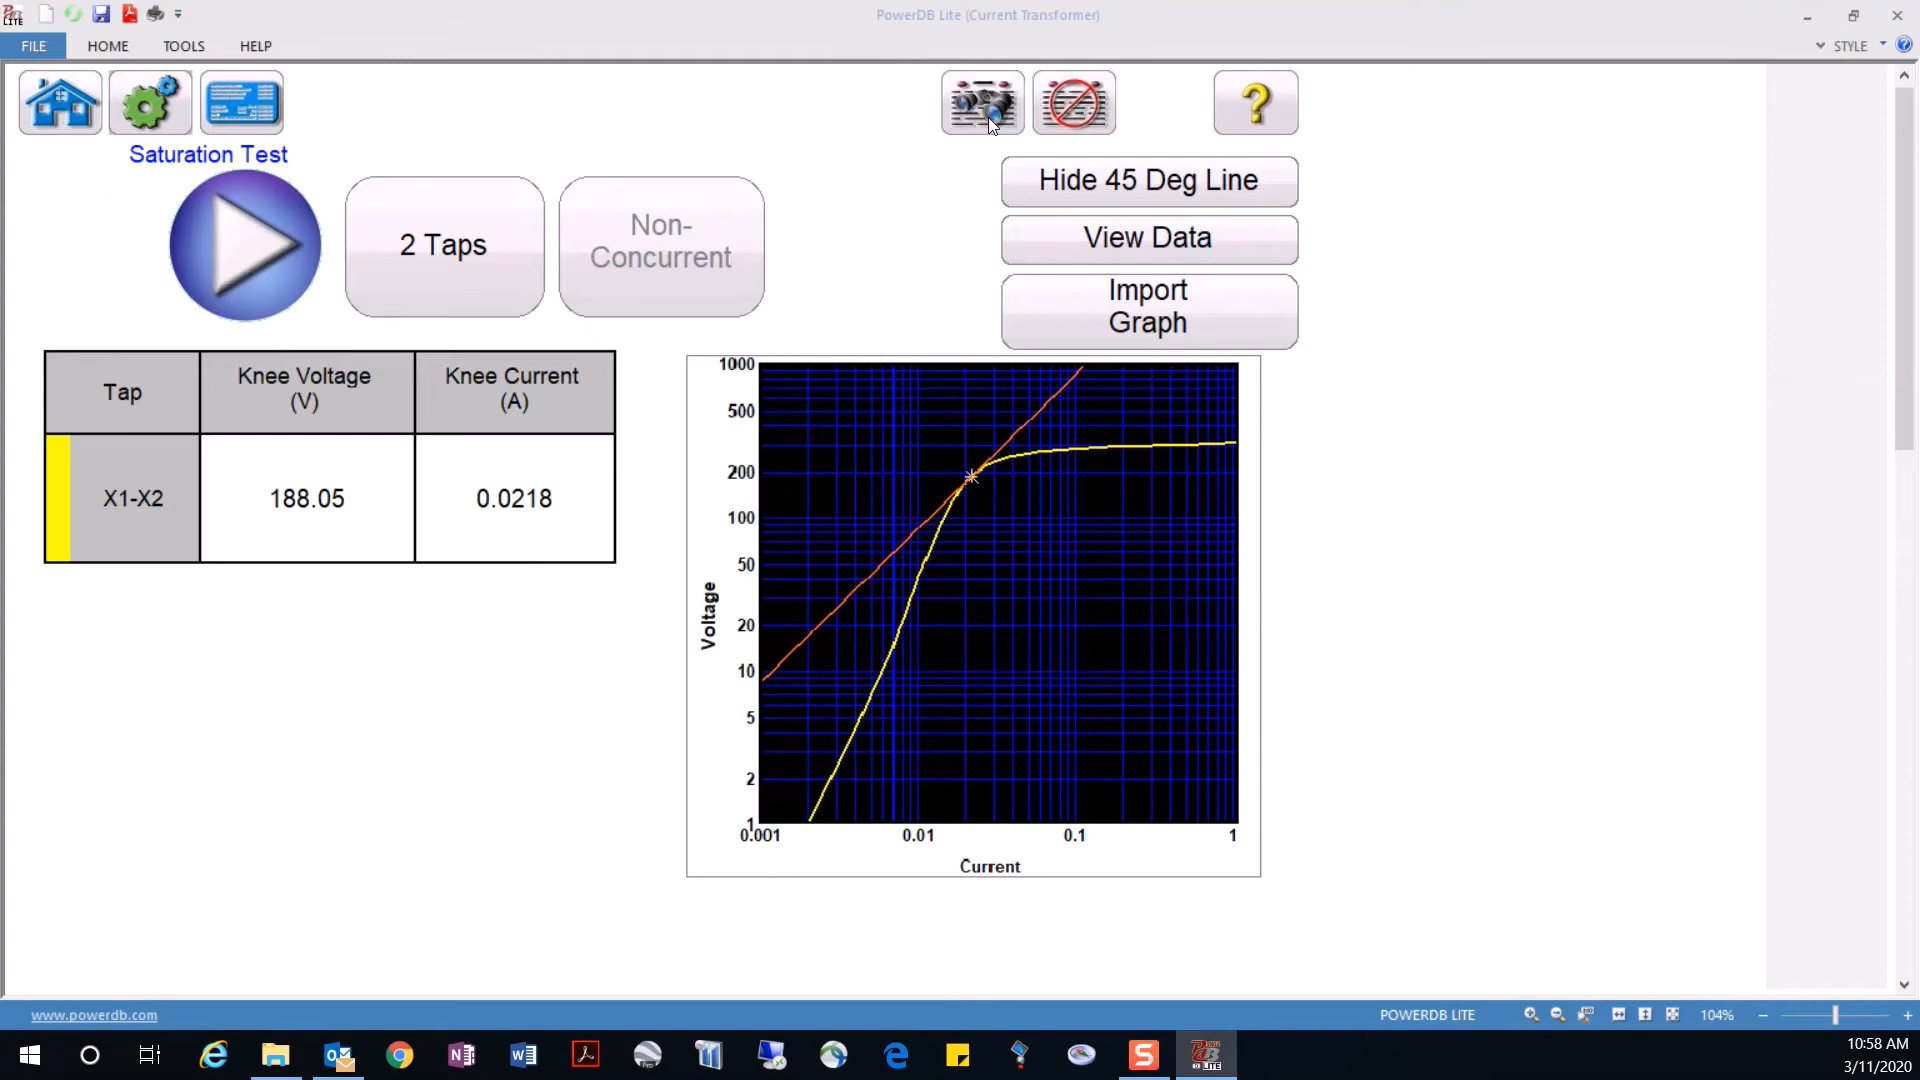 PowerDB Lite (Current Transformer)
FILE
HOME
TOOLS
HELP
STYLE
Saturation Test
2 Taps
Non-
Concurrent
Hide 45 Deg Line
View Data
Import
Graph
Tap
Knee Voltage
(V)
Knee Current
(A)
X1-X2
188.05
0.0218
1000
500
200
100
50
20
10
5
2
1
Voltage
0.001
0.01
0.1
1
Current
www.powerdb.com
POWERDB LITE
104%
10:58 AM
3/11/2020